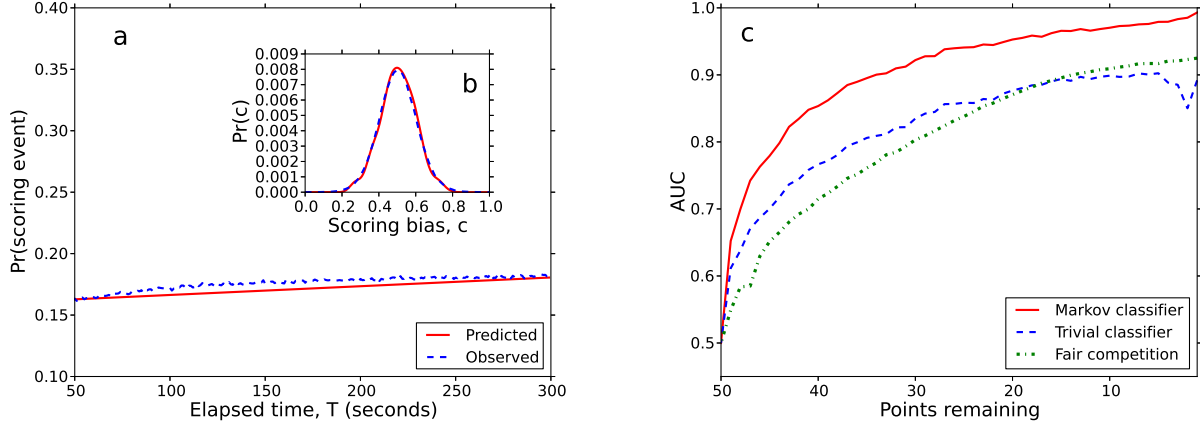 a
0.40
0.35
0.30
0.25
0.20
0.15
0.10
Pr(scoring event)
50 100 150 200 250 300
Elapsed time, T (seconds)
Predicted
Observed
b
0.009
0.008
0.007
0.006
0.005
0.004
0.003
0.002
0.001
0.000
Pr(c)
0.0 0.2 0.4 0.6 0.8 1.0
Scoring bias, c
c
1.0
0.9
0.8
0.7
0.6
0.5
AUC
50 40 30 20 10
Points remaining
Markov classifier
Trivial classifier
Fair competition